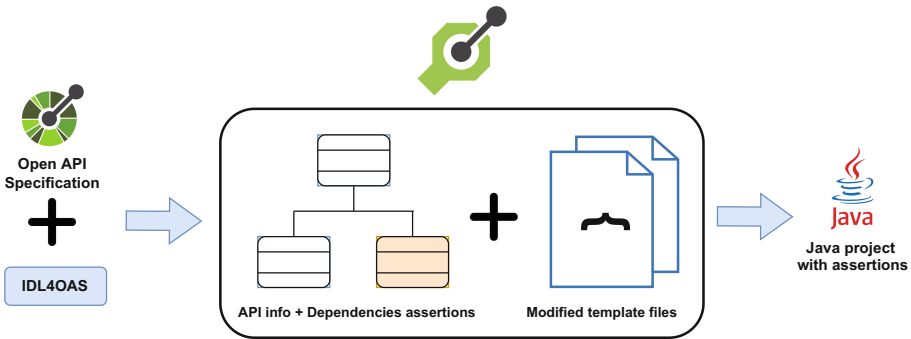 Open API
Specification
IDL4OAS
API info + Dependencies assertions
Modified template files
Java
Java project
with assertions